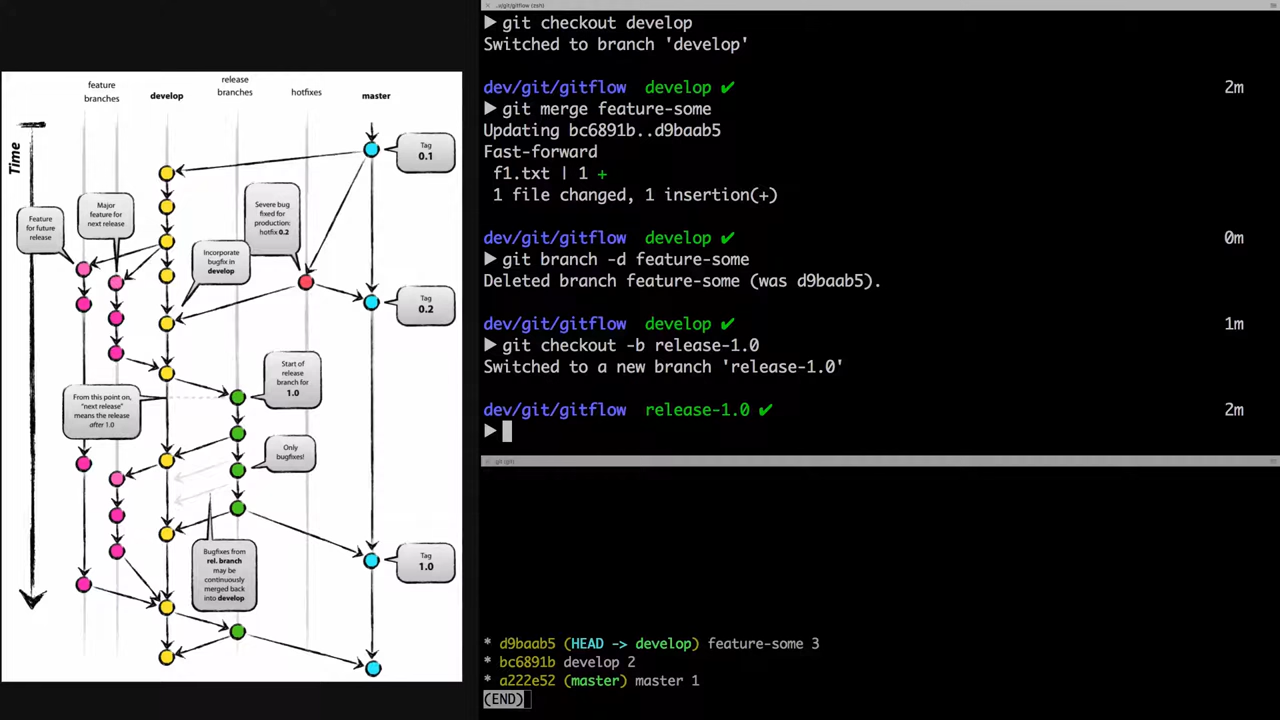 feature
branches
develop
release
branches
hotfixes
master
Time
Tag
0.1
Feature
for future
release
Major
feature for
next release
Severe bug
fixed for
production:
hotfix 0.2
Incorporate
bugfix in
develop
Tag
0.2
Start of
release
branch for
1.0
From this point on,
"next release"
means the release
after 1.0
Only
bugfixes!
Bugfixes from
rel. branch
may be
continuously
merged back
into develop
Tag
1.0
..v/git/gitflow (zsh)
▶ git checkout develop
Switched to branch 'develop'
dev/git/gitflow develop ✔ 2m
▶ git merge feature-some
Updating bc6891b..d9baab5
Fast-forward
f1.txt | 1 +
1 file changed, 1 insertion(+)
dev/git/gitflow develop ✔ 0m
▶ git branch -d feature-some
Deleted branch feature-some (was d9baab5).
dev/git/gitflow develop ✔ 1m
▶ git checkout -b release-1.0
Switched to a new branch 'release-1.0'
dev/git/gitflow release-1.0 ✔ 2m
▶
git (git)
* d9baab5 (HEAD -> develop) feature-some 3
* bc6891b develop 2
* a222e52 (master) master 1
(END)